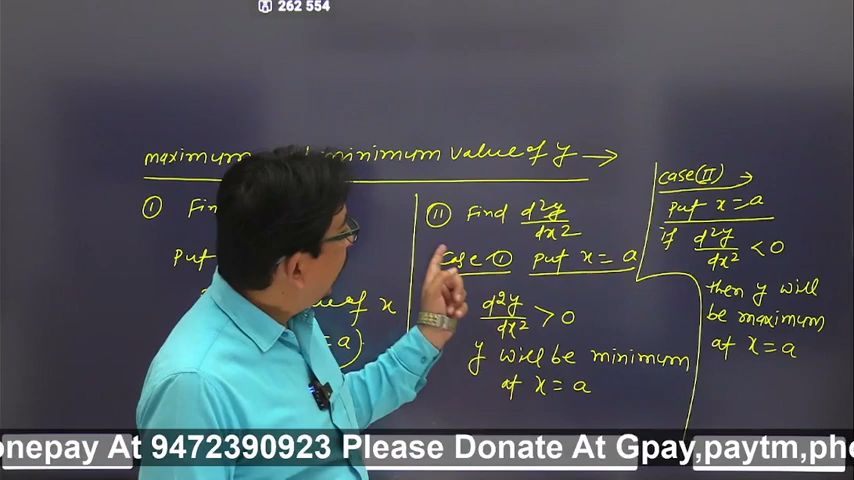 262 554
maximum minimum value of y →
① Fin
Put
of x
= a)
⑪ Find d²y/dx²
Case ① Put x = a
d²y/dx² > 0
y will be minimum
at x = a
Case (II) →
Put x = a
if d²y/dx² < 0
then y will
be maximum
at x = a
onepay At 9472390923 Please Donate At Gpay,paytm,pho